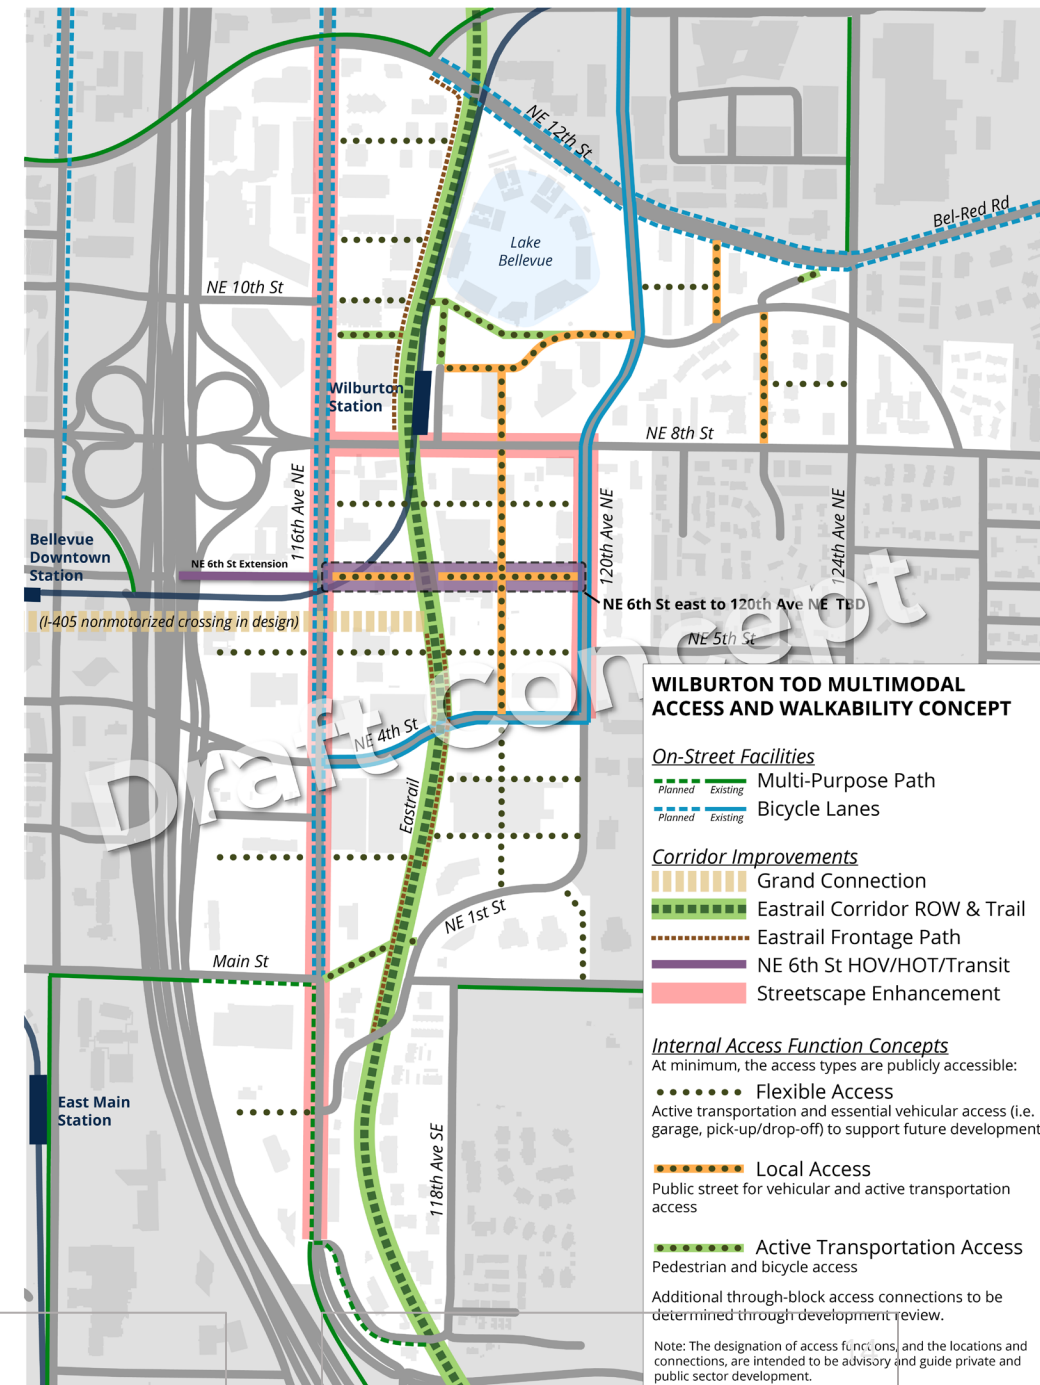 NE 12th St
Bel-Red Rd
Lake
Bellevue
NE 10th St
Wilburton
Station
NE 8th St
116th Ave NE
120th Ave NE
124th Ave NE
Bellevue
Downtown
Station
NE 6th St Extension
NE 6th St east to 120th Ave NE TBD
(I-405 nonmotorized crossing in design)
NE 5th St
Draft Concept
NE 4th St
Eastrail
NE 1st St
Main St
East Main
Station
118th Ave SE
WILBURTON TOD MULTIMODAL
ACCESS AND WALKABILITY CONCEPT
On-Street Facilities
Multi-Purpose Path
Planned Existing
Bicycle Lanes
Planned Existing
Corridor Improvements
Grand Connection
Eastrail Corridor ROW & Trail
Eastrail Frontage Path
NE 6th St HOV/HOT/Transit
Streetscape Enhancement
Internal Access Function Concepts
At minimum, the access types are publicly accessible:
Flexible Access
Active transportation and essential vehicular access (i.e.
garage, pick-up/drop-off) to support future development
Local Access
Public street for vehicular and active transportation
access
Active Transportation Access
Pedestrian and bicycle access
Additional through-block access connections to be
determined through development review.
Note: The designation of access functions, and the locations and
connections, are intended to be advisory and guide private and
public sector development.